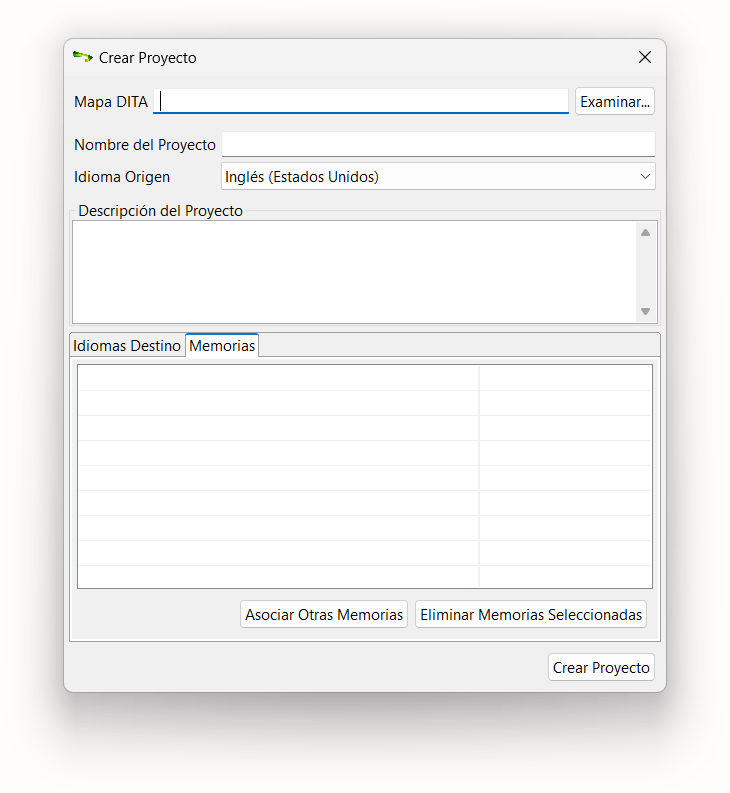 Crear Proyecto
Mapa DITA
Examinar...
Nombre del Proyecto
Idioma Origen Inglés (Estados Unidos)
Descripción del Proyecto
Idiomas Destino Memorias
Asociar Otras Memorias Eliminar Memorias Seleccionadas
Crear Proyecto